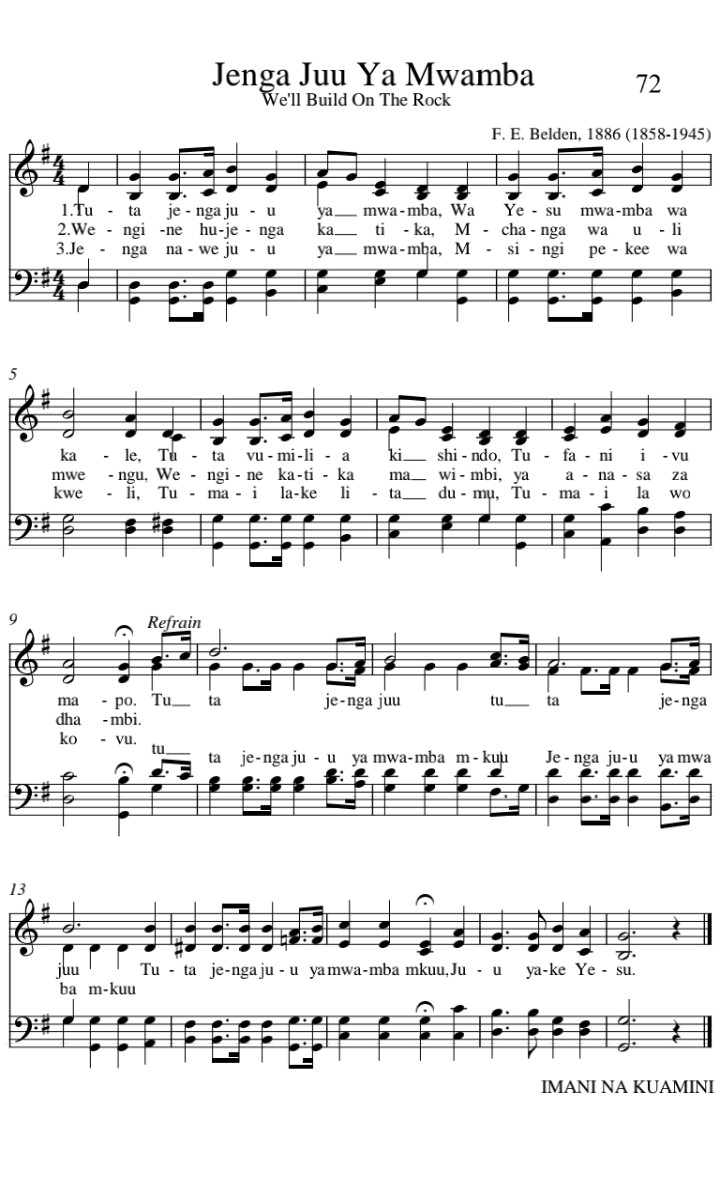 Jenga Juu Ya Mwamba
72
We'll Build On The Rock
F. E. Belden, 1886 (1858-1945)
1.Tu - ta je - nga ju - u ya mwa - mba, Wa Ye - su mwa - mba wa
2.We - ngi - ne hu - je - nga ka ti - ka, M - cha - nga wa u - li
3.Je - nga na - we ju - u ya mwa - mba, M - si - ngi pe - kee wa
5
ka - le, Tu - ta vu - mi - li - a ki shi - ndo, Tu - fa - ni i - vu
mwe - ngu, We - ngi - ne ka - ti - ka ma wi - mbi, ya a - na - sa za
kwe - li, Tu - ma - i la - ke li - ta du - mu, Tu - ma - i la wo
9
Refrain
ma - po. Tu ta je - nga juu tu ta je - nga
dha - mbi.
ko - vu.
tu ta je - nga ju - u ya mwa - mba m - kuu Je - nga ju - u ya mwa
13
juu Tu - ta je - nga ju - u ya mwa - mba mkuu, Ju - u ya - ke Ye - su.
ba m-kuu
IMANI NA KUAMINI